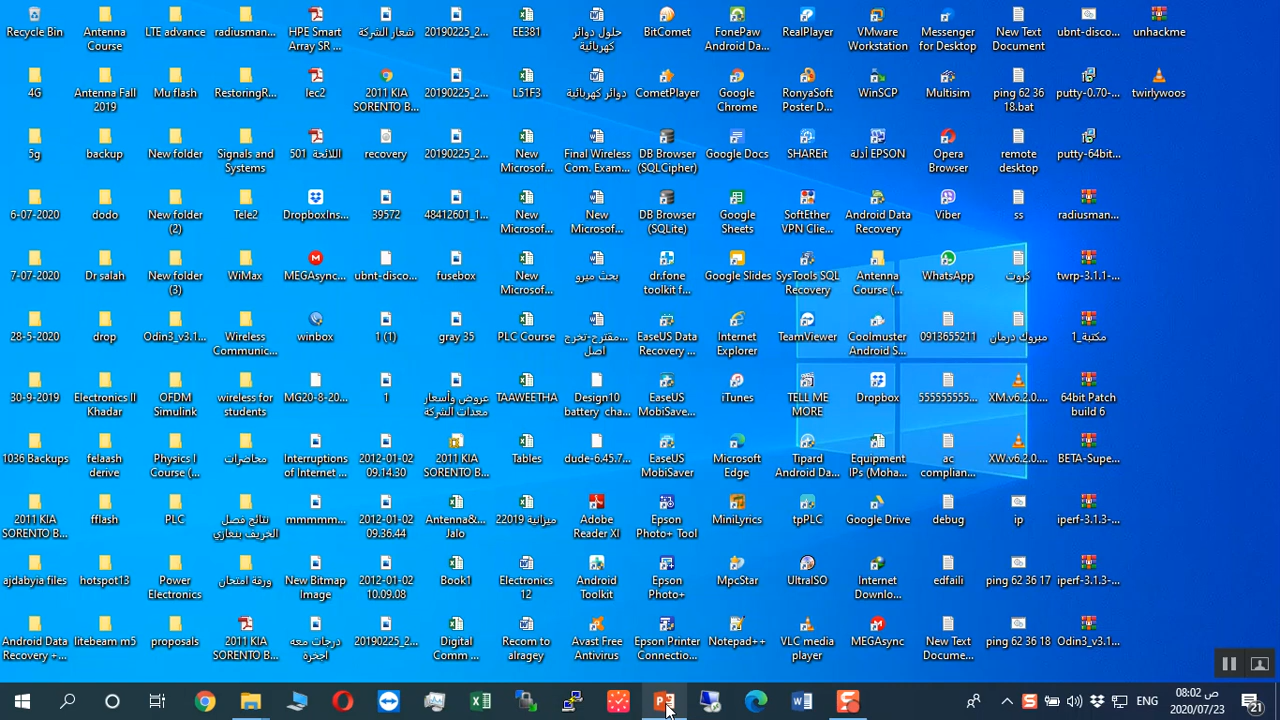 Recycle Bin
Antenna
Course
LTE advance
radiusman...
HPE Smart
Array SR ...
شعار الشركة
20190225_2...
EE381
حلول دوائر
كهربائية
BitComet
FonePaw
Android Da...
RealPlayer
VMware
Workstation
Messenger
for Desktop
New Text
Document
ubnt-disco...
unhackme
4G
Antenna Fall
2019
Mu flash
RestoringR...
lec2
2011 KIA
SORENTO B...
20190225_2...
L51F3
دوائر كهربائية
CometPlayer
Google
Chrome
RonyaSoft
Poster D...
WinSCP
Multisim
ping 62 36
18.bat
putty-0.70-...
twirlywoos
5g
backup
New folder
Signals and
Systems
اللائحة 501
recovery
20190225_2...
New
Microsof...
Final Wireless
Com. Exam...
DB Browser
(SQLCipher)
Google Docs
SHAREit
أدلة EPSON
Opera
Browser
remote
desktop
putty-64bit...
6-07-2020
dodo
New folder
(2)
Tele2
DropboxIns...
39572
48412601_1...
New
Microsof...
New
Microsof...
DB Browser
(SQLite)
Google
Sheets
SoftEther
VPN Clie...
Android Data
Recovery
Viber
ss
radiusman...
7-07-2020
Dr salah
New folder
(3)
WiMax
MEGAsync...
ubnt-disco...
fusebox
New
Microsof...
بحث ميرو
dr.fone
toolkit f...
Google Slides
SysTools SQL
Recovery
Antenna
Course (...
WhatsApp
كروت
twrp-3.1.1-...
28-5-2020
drop
Odin3_v3.1...
Wireless
Communic...
winbox
1 (1)
gray 35
PLC Course
مقترح-تخرج...
اصل
EaseUS Data
Recovery ...
Internet
Explorer
TeamViewer
Coolmuster
Android S...
0913655211
مبروك درمان
مكتبة_1
30-9-2019
Electronics II
Khadar
OFDM
Simulink
wireless for
students
MG20-8-20...
1
عروض وأسعار
معدات الشركة
TAAWEETHA
Design10
battery cha...
EaseUS
MobiSave...
iTunes
TELL ME
MORE
Dropbox
555555555...
XM.v6.2.0....
64bit Patch
build 6
1036 Backups
felaash
derive
Physics I
Course (...
محاضرات
Interruptions
of Internet ...
2012-01-02
09.14.30
2011 KIA
SORENTO B...
Tables
dude-6.45.7...
EaseUS
MobiSaver
Microsoft
Edge
Tipard
Android Da...
Equipment
IPs (Moha...
ac
complian...
XW.v6.2.0....
BETA-Supe...
2011 KIA
SORENTO B...
fflash
PLC
نتائج فصل
الخريف بنغازي
mmmmm...
2012-01-02
09.36.44
Antenna&...
Jalo
ميزانية 22019
Adobe
Reader XI
Epson
Photo+ Tool
MiniLyrics
tpPLC
Google Drive
debug
ip
iperf-3.1.3-...
ajdabyia files
hotspot13
Power
Electronics
ورقة امتحان
New Bitmap
Image
2012-01-02
10.09.08
Book1
Electronics
12
Android
Toolkit
Epson
Photo+
MpcStar
UltraISO
Internet
Downlo...
edfaili
ping 62 36 17
iperf-3.1.3-...
Android Data
Recovery +...
litebeam m5
proposals
2011 KIA
SORENTO B...
درجات معه
اجخره
20190225_2...
Digital
Comm ...
Recom to
alragey
Avast Free
Antivirus
Epson Printer
Connectio...
Notepad++
VLC media
player
MEGAsync
New Text
Docume...
ping 62 36 18
Odin3_v3.1...
ENG
08:02 ص
2020/07/23
21